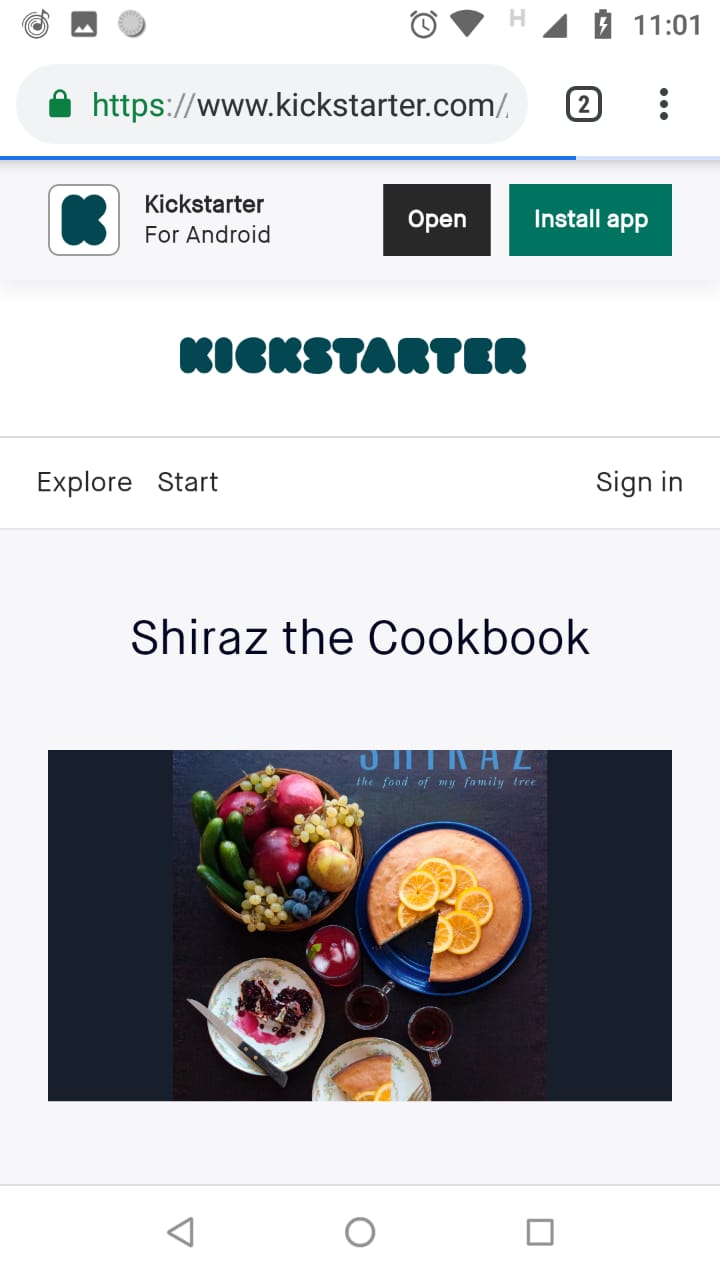 H 11:01
https://www.kickstarter.com/
2
Kickstarter
For Android
Open
Install app
KICKSTARTER
Explore Start Sign in
Shiraz the Cookbook
SHIRAZ
the food of my family tree